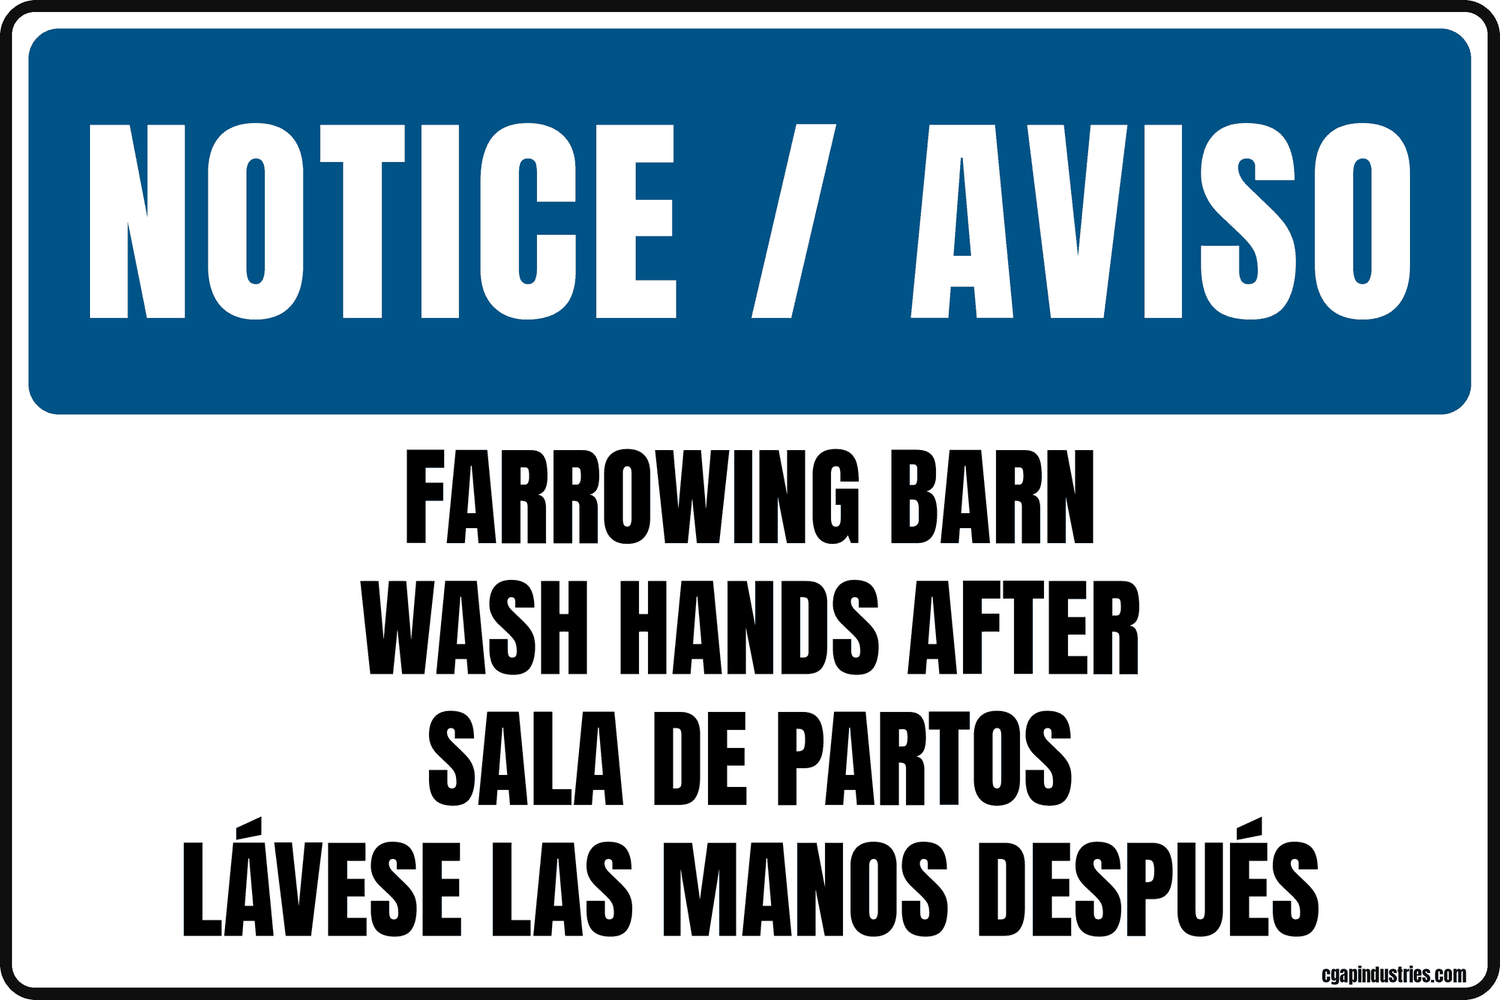 NOTICE / AVISO
FARROWING BARN
WASH HANDS AFTER
SALA DE PARTOS
LÁVESE LAS MANOS DESPUÉS
cgapindustries.com